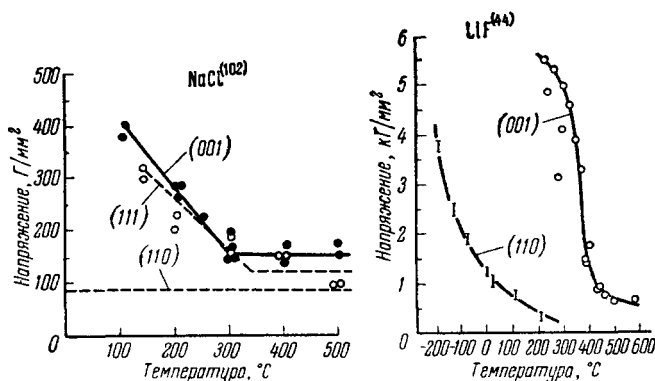 NaCl(102)
Напряжение, Г/мм²
500
400
300
200
100
0
(001)
(111)
(110)
100 200 300 400 500
Температура, °C
LiF(44)
Напряжение, кГ/мм²
6
5
4
3
2
1
0
(001)
(110)
-200 -100 0 100 200 300 400 500 600
Температура, °C